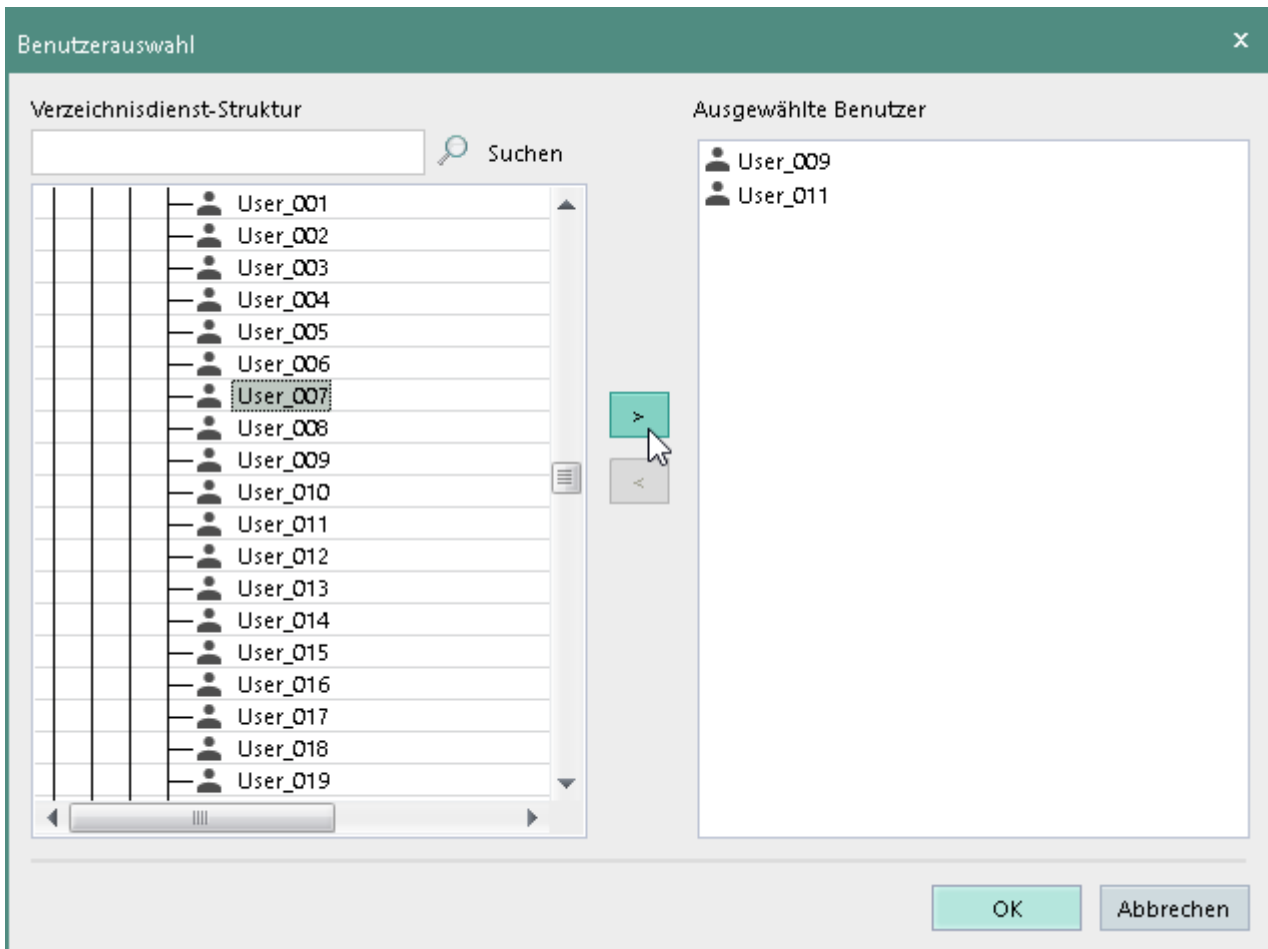 Benutzerauswahl x
Verzeichnisdienst-Struktur
Suchen
User_001
User_002
User_003
User_004
User_005
User_006
User_007
User_008
User_009
User_010
User_011
User_012
User_013
User_014
User_015
User_016
User_017
User_018
User_019
>
<
Ausgewählte Benutzer
User_009
User_011
OK Abbrechen